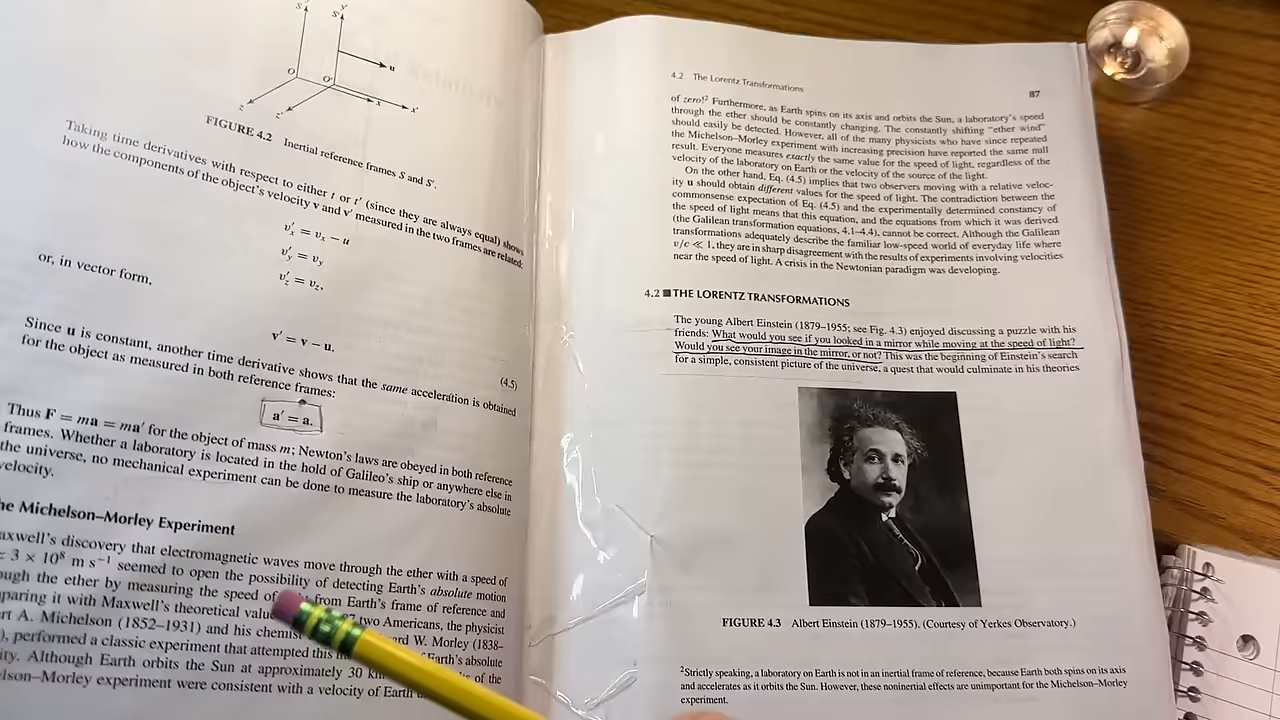 S
S'
y'
u
O
O'
x
x'
z
z'
FIGURE 4.2 Inertial reference frames S and S′.
Taking time derivatives with respect to either t or t′ (since they are always equal) shows
how the components of the object's velocity v and v′ measured in the two frames are related:
v′x = vx − u
v′y = vy
v′z = vz,
or, in vector form,
v′ = v − u.
(4.5)
Since u is constant, another time derivative shows that the same acceleration is obtained
for the object as measured in both reference frames:
a′ = a.
Thus F = ma = ma′ for the object of mass m; Newton's laws are obeyed in both reference
frames. Whether a laboratory is located in the hold of Galileo's ship or anywhere else in
the universe, no mechanical experiment can be done to measure the laboratory's absolute
velocity.
he Michelson–Morley Experiment
axwell's discovery that electromagnetic waves move through the ether with a speed of
= 3 × 10⁸ m s⁻¹ seemed to open the possibility of detecting Earth's absolute motion
ough the ether by measuring the speed of from Earth's frame of reference and
paring it with Maxwell's theoretical value two Americans, the physicist
rt A. Michelson (1852–1931) and his chemist ard W. Morley (1838–
), performed a classic experiment that attempted this Earth's absolute
ity. Although Earth orbits the Sun at approximately 30 km of the
elson–Morley experiment were consistent with a velocity of Earth
4.2 The Lorentz Transformations
87
of zero!² Furthermore, as Earth spins on its axis and orbits the Sun, a laboratory's speed
through the ether should be constantly changing. The constantly shifting "ether wind"
should easily be detected. However, all of the many physicists who have since repeated
the Michelson–Morley experiment with increasing precision have reported the same null
result. Everyone measures exactly the same value for the speed of light, regardless of the
velocity of the laboratory on Earth or the velocity of the source of the light.
On the other hand, Eq. (4.5) implies that two observers moving with a relative veloc-
ity u should obtain different values for the speed of light. The contradiction between the
commonsense expectation of Eq. (4.5) and the experimentally determined constancy of
the speed of light means that this equation, and the equations from which it was derived
(the Galilean transformation equations, 4.1–4.4), cannot be correct. Although the Galilean
transformations adequately describe the familiar low-speed world of everyday life where
v/c ≪ 1, they are in sharp disagreement with the results of experiments involving velocities
near the speed of light. A crisis in the Newtonian paradigm was developing.
4.2 ■ THE LORENTZ TRANSFORMATIONS
The young Albert Einstein (1879–1955; see Fig. 4.3) enjoyed discussing a puzzle with his
friends: What would you see if you looked in a mirror while moving at the speed of light?
Would you see your image in the mirror, or not? This was the beginning of Einstein's search
for a simple, consistent picture of the universe, a quest that would culminate in his theories
FIGURE 4.3 Albert Einstein (1879–1955). (Courtesy of Yerkes Observatory.)
²Strictly speaking, a laboratory on Earth is not in an inertial frame of reference, because Earth both spins on its axis
and accelerates as it orbits the Sun. However, these noninertial effects are unimportant for the Michelson–Morley
experiment.